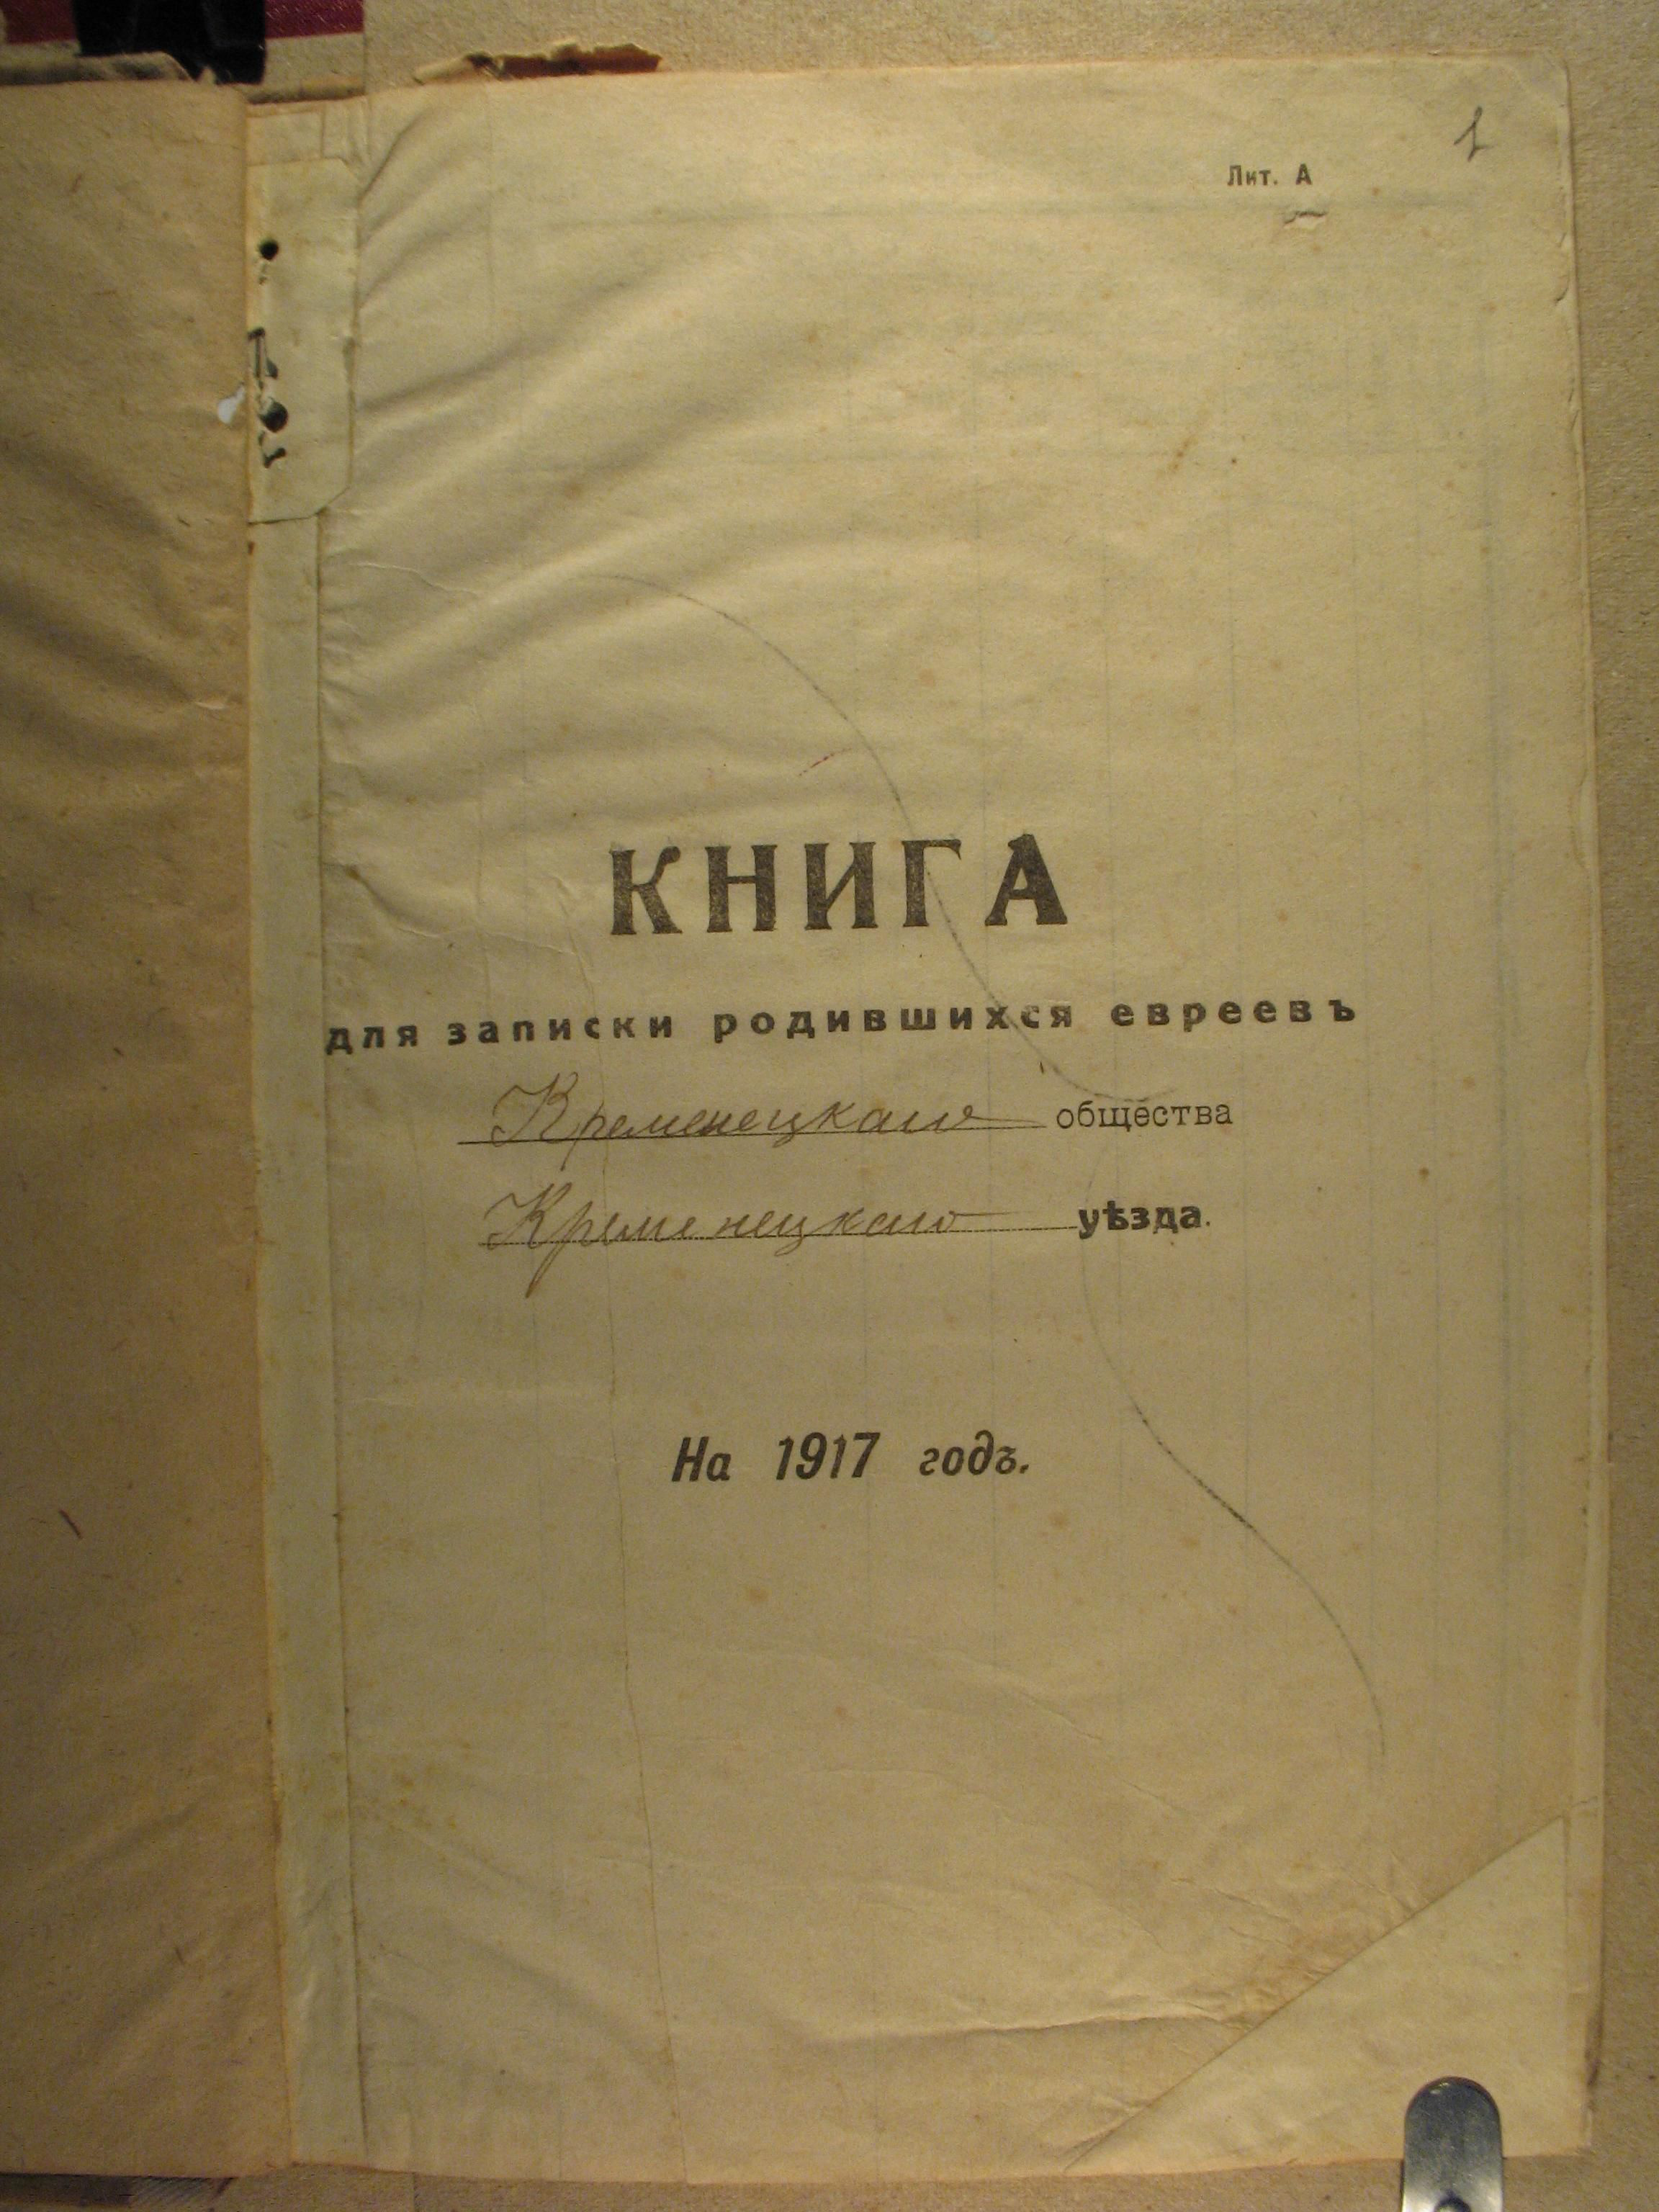 1
Лит. А
КНИГА
для записки родившихся евреевъ
Кременецкаго общества
Кременецкаго уѣзда.
На 1917 годъ.